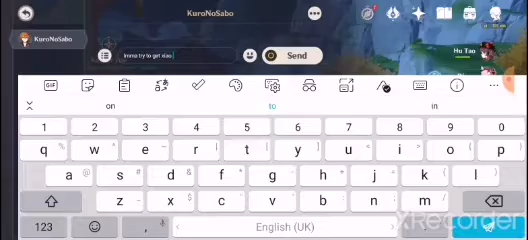 KuroNoSabo
KuroNoSabo
Imma try to get xiao
Send
Hu Tao
GIF
on to in
1 2 3 4 5 6 7 8 9 0
q w e r t y u i o p
a s d f g h j k l
z x c v b n m
123 , English (UK)
XRecorder